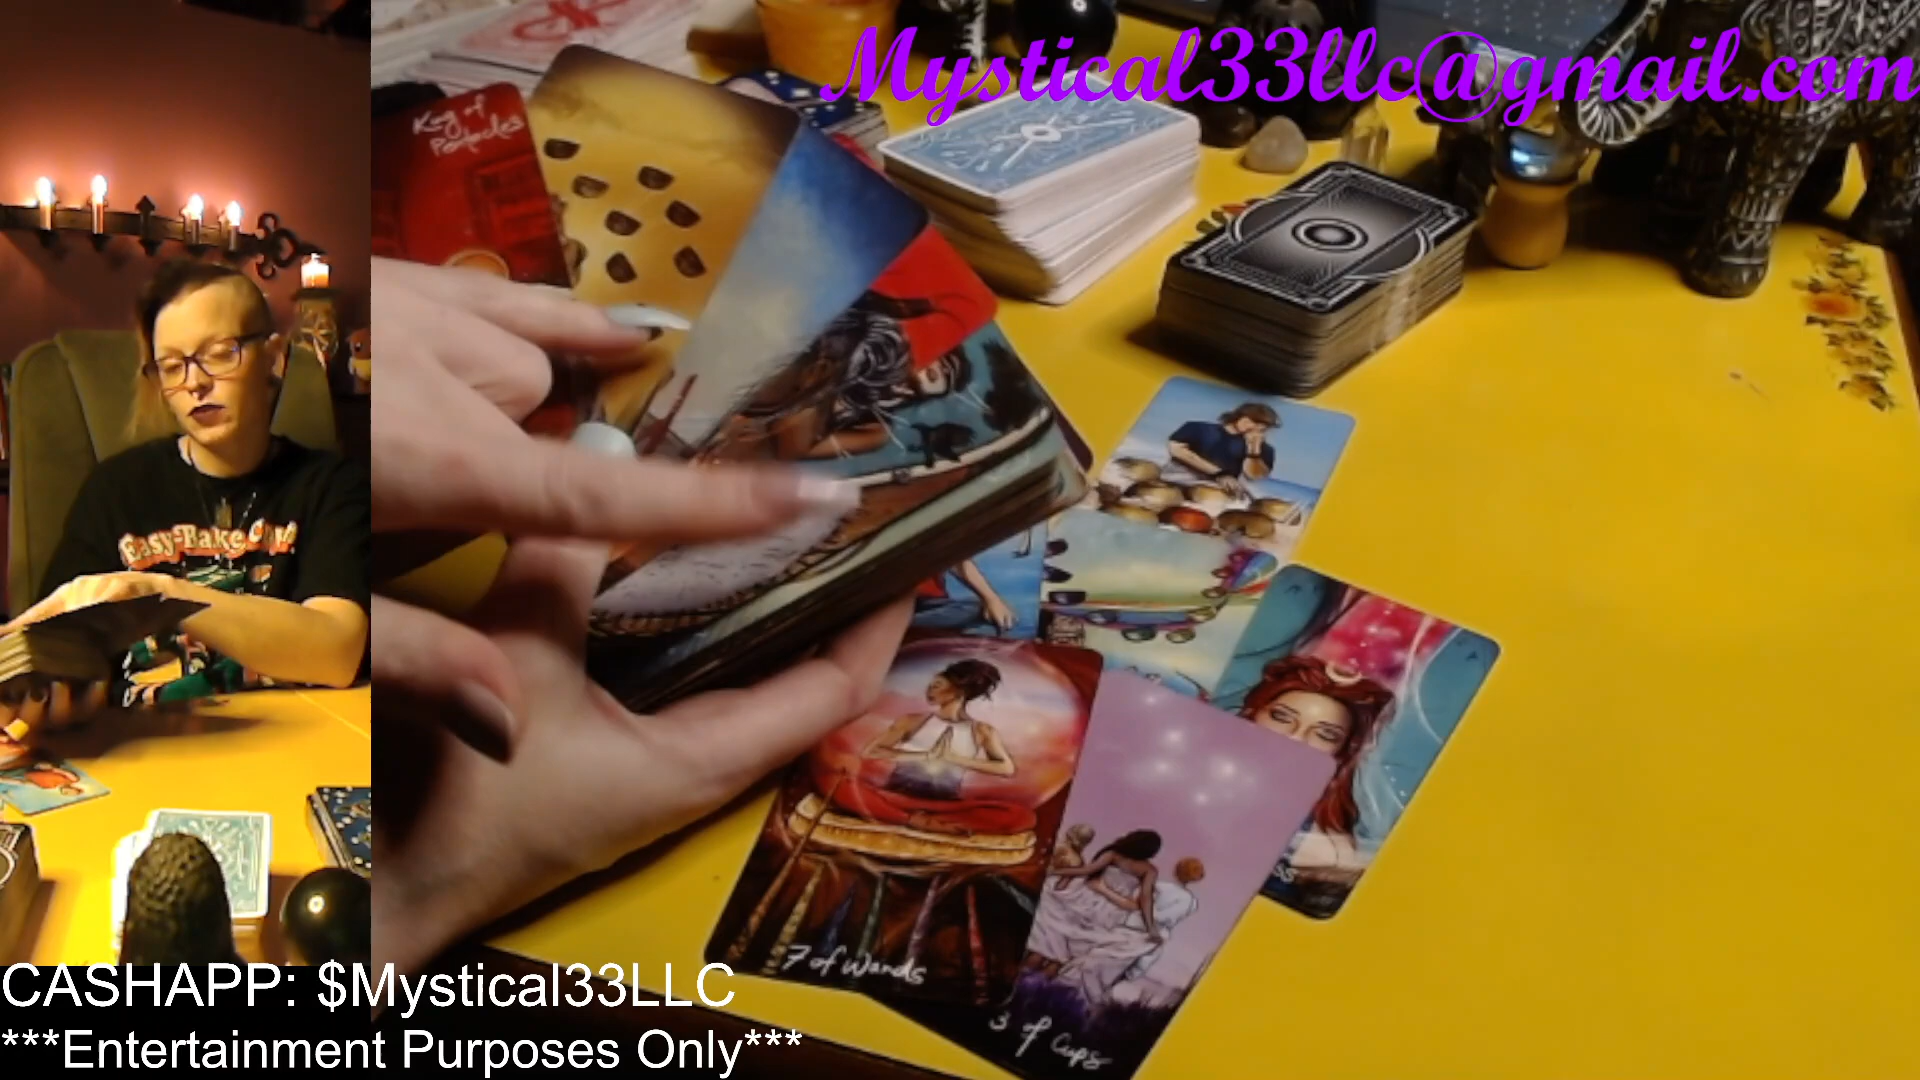 Mystical33llc@gmail.com
King of
Pentacles
Easy-Bake
7 of Wands
3 of Cups
ss
CASHAPP: $Mystical33LLC
***Entertainment Purposes Only***